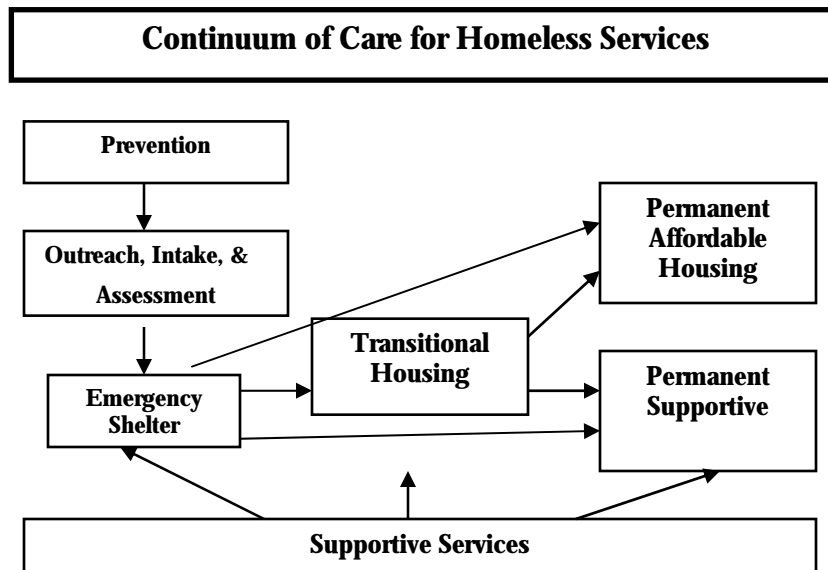 Continuum of Care for Homeless Services
Prevention
Outreach, Intake, &
Assessment
Emergency
Shelter
Transitional
Housing
Permanent
Affordable
Housing
Permanent
Supportive
Supportive Services